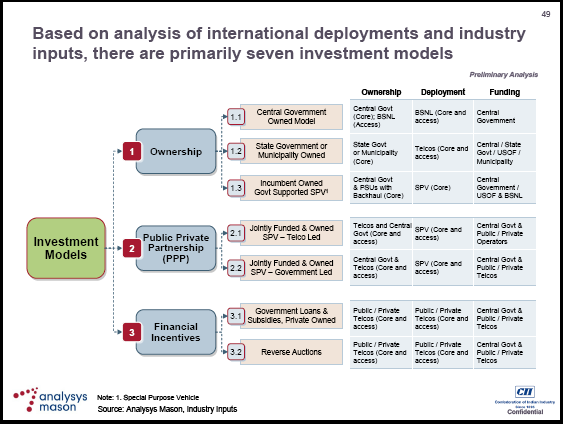 49
Based on analysis of international deployments and industry
inputs, there are primarily seven investment models
Preliminary Analysis
Ownership Deployment Funding
Investment
Models
1 Ownership
1.1 Central Government
Owned Model
Central Govt
(Core); BSNL
(Access)
BSNL (Core and
access)
Central
Government
1.2 State Government or
Municipality Owned
State Govt
or Municipality
(Core)
Telcos (Core and
access)
Central / State
Govt / USOF /
Municipality
1.3 Incumbent Owned
Govt Supported SPV¹
Central Govt
& PSUs with
Backhaul (Core)
SPV (Core)
Central
Government /
USOF & BSNL
2 Public Private
Partnership
(PPP)
2.1 Jointly Funded & Owned
SPV – Telco Led
Telcos and Central
Govt (Core and
access)
SPV (Core and
access)
Central Govt &
Public / Private
Operators
2.2 Jointly Funded & Owned
SPV – Government Led
Central Govt &
Telcos (Core and
access)
SPV (Core and
access)
Central Govt &
Public / Private
Telcos
3 Financial
Incentives
3.1 Government Loans &
Subsidies, Private Owned
Public / Private
Telcos (Core and
access)
Public / Private
Telcos (Core and
access)
Central Govt &
Public / Private
Telcos
3.2 Reverse Auctions
Public / Private
Telcos (Core and
access)
Public / Private
Telcos (Core and
access)
Central Govt &
Public / Private
Telcos
analysys
mason
Note: 1. Special Purpose Vehicle
Source: Analysys Mason, Industry Inputs
CII
Confederation of Indian Industry
Since 1895
Confidential